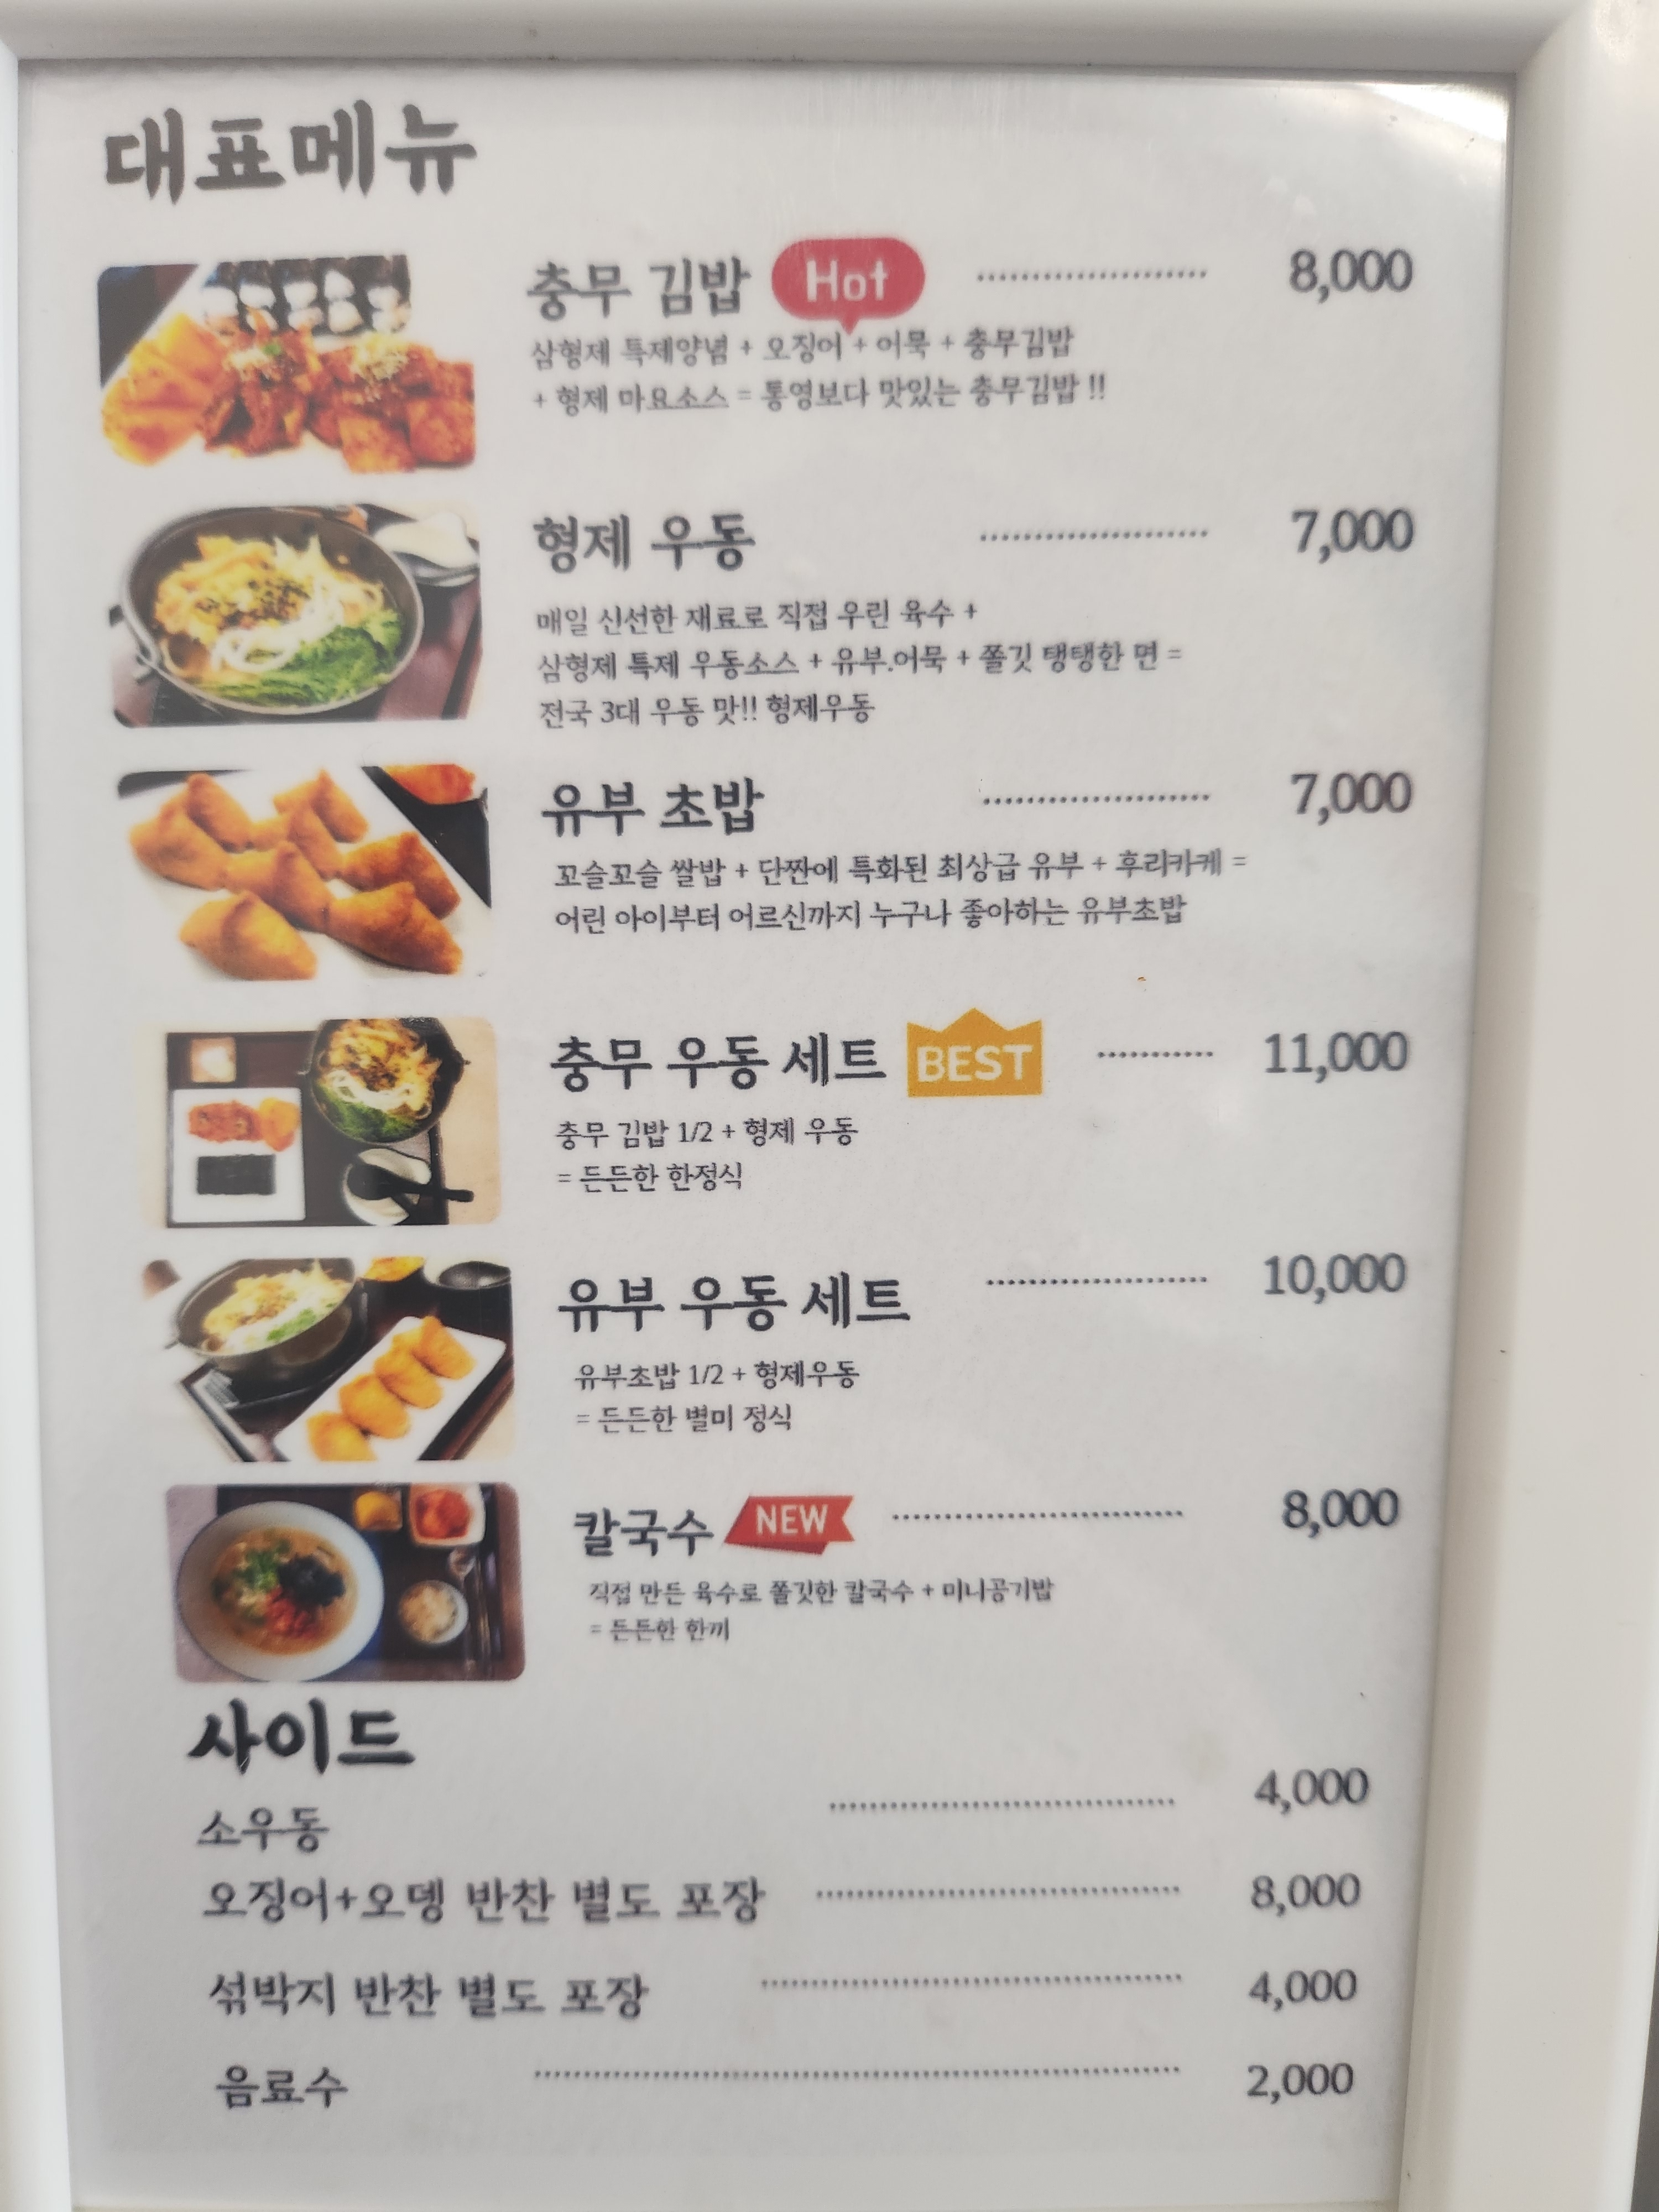 대표메뉴
충무 김밥 Hot 8,000
삼형제 특제양념 + 오징어 + 어묵 + 충무김밥
+ 형제 마요소스 = 통영보다 맛있는 충무김밥 !!
형제 우동 7,000
매일 신선한 재료로 직접 우린 육수 +
삼형제 특제 우동소스 + 유부.어묵 + 쫄깃 탱탱한 면 =
전국 3대 우동 맛!! 형제우동
유부 초밥 7,000
꼬슬꼬슬 쌀밥 + 단짠에 특화된 최상급 유부 + 후리카케 =
어린 아이부터 어르신까지 누구나 좋아하는 유부초밥
충무 우동 세트 BEST 11,000
충무 김밥 1/2 + 형제 우동
= 든든한 한정식
유부 우동 세트 10,000
유부초밥 1/2 + 형제우동
= 든든한 별미 정식
칼국수 NEW 8,000
직접 만든 육수로 쫄깃한 칼국수 + 미니공기밥
= 든든한 한끼
사이드
소우동 4,000
오징어+오뎅 반찬 별도 포장 8,000
섞박지 반찬 별도 포장 4,000
음료수 2,000